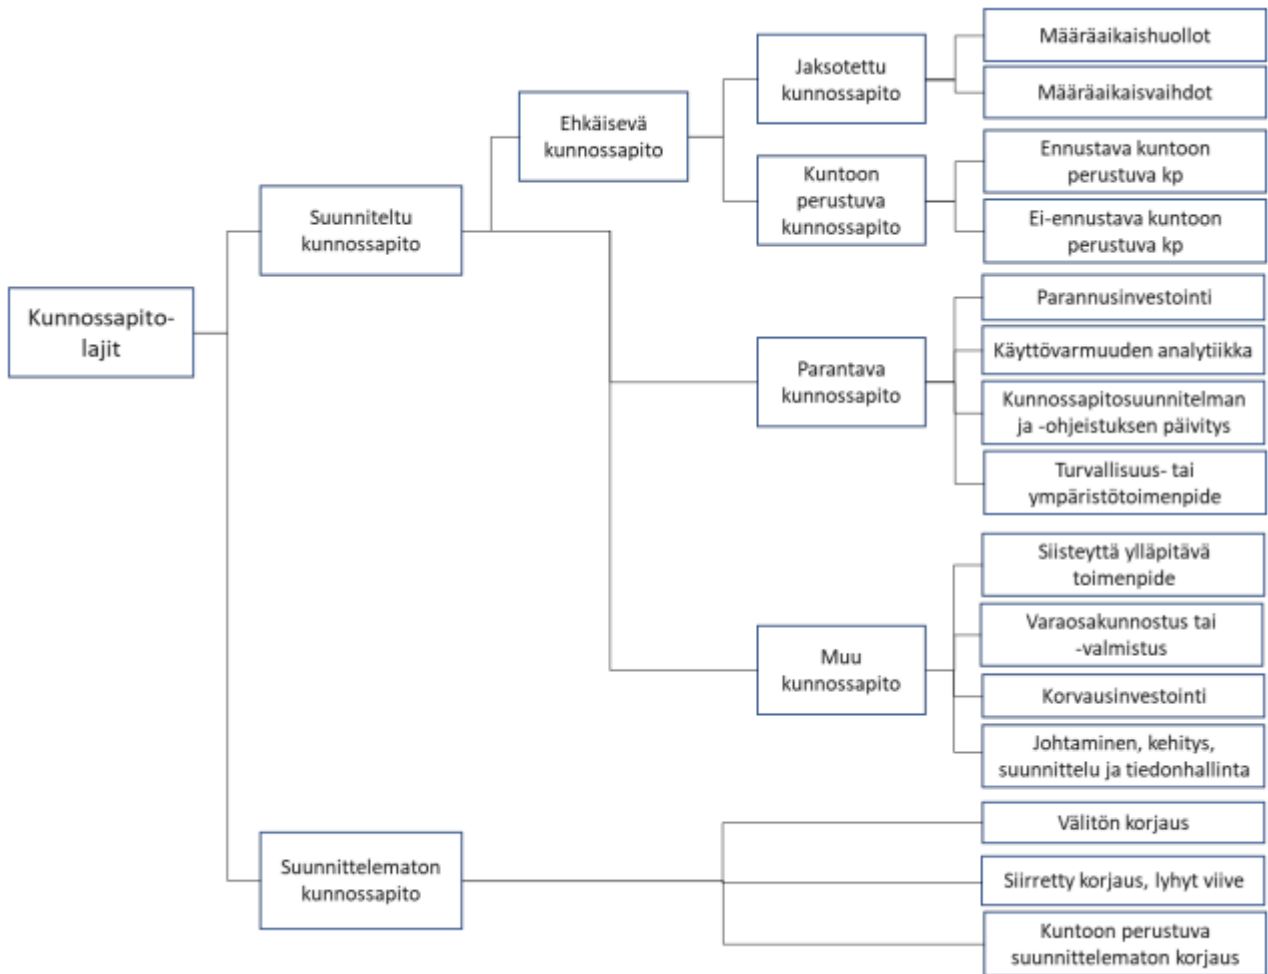 Kunnossapito-
lajit
Suunniteltu
kunnossapito
Ehkäisevä
kunnossapito
Jaksotettu
kunnossapito
Määräaikaishuollot
Määräaikaisvaihdot
Kuntoon
perustuva
kunnossapito
Ennustava kuntoon
perustuva kp
Ei-ennustava kuntoon
perustuva kp
Parantava
kunnossapito
Parannusinvestointi
Käyttövarmuuden analytiikka
Kunnossapitosuunnitelman
ja -ohjeistuksen päivitys
Turvallisuus- tai
ympäristötoimenpide
Muu
kunnossapito
Siisteyttä ylläpitävä
toimenpide
Varaosakunnostus tai
-valmistus
Korvausinvestointi
Johtaminen, kehitys,
suunnittelu ja tiedonhallinta
Suunnittelematon
kunnossapito
Välitön korjaus
Siirretty korjaus, lyhyt viive
Kuntoon perustuva
suunnittelematon korjaus